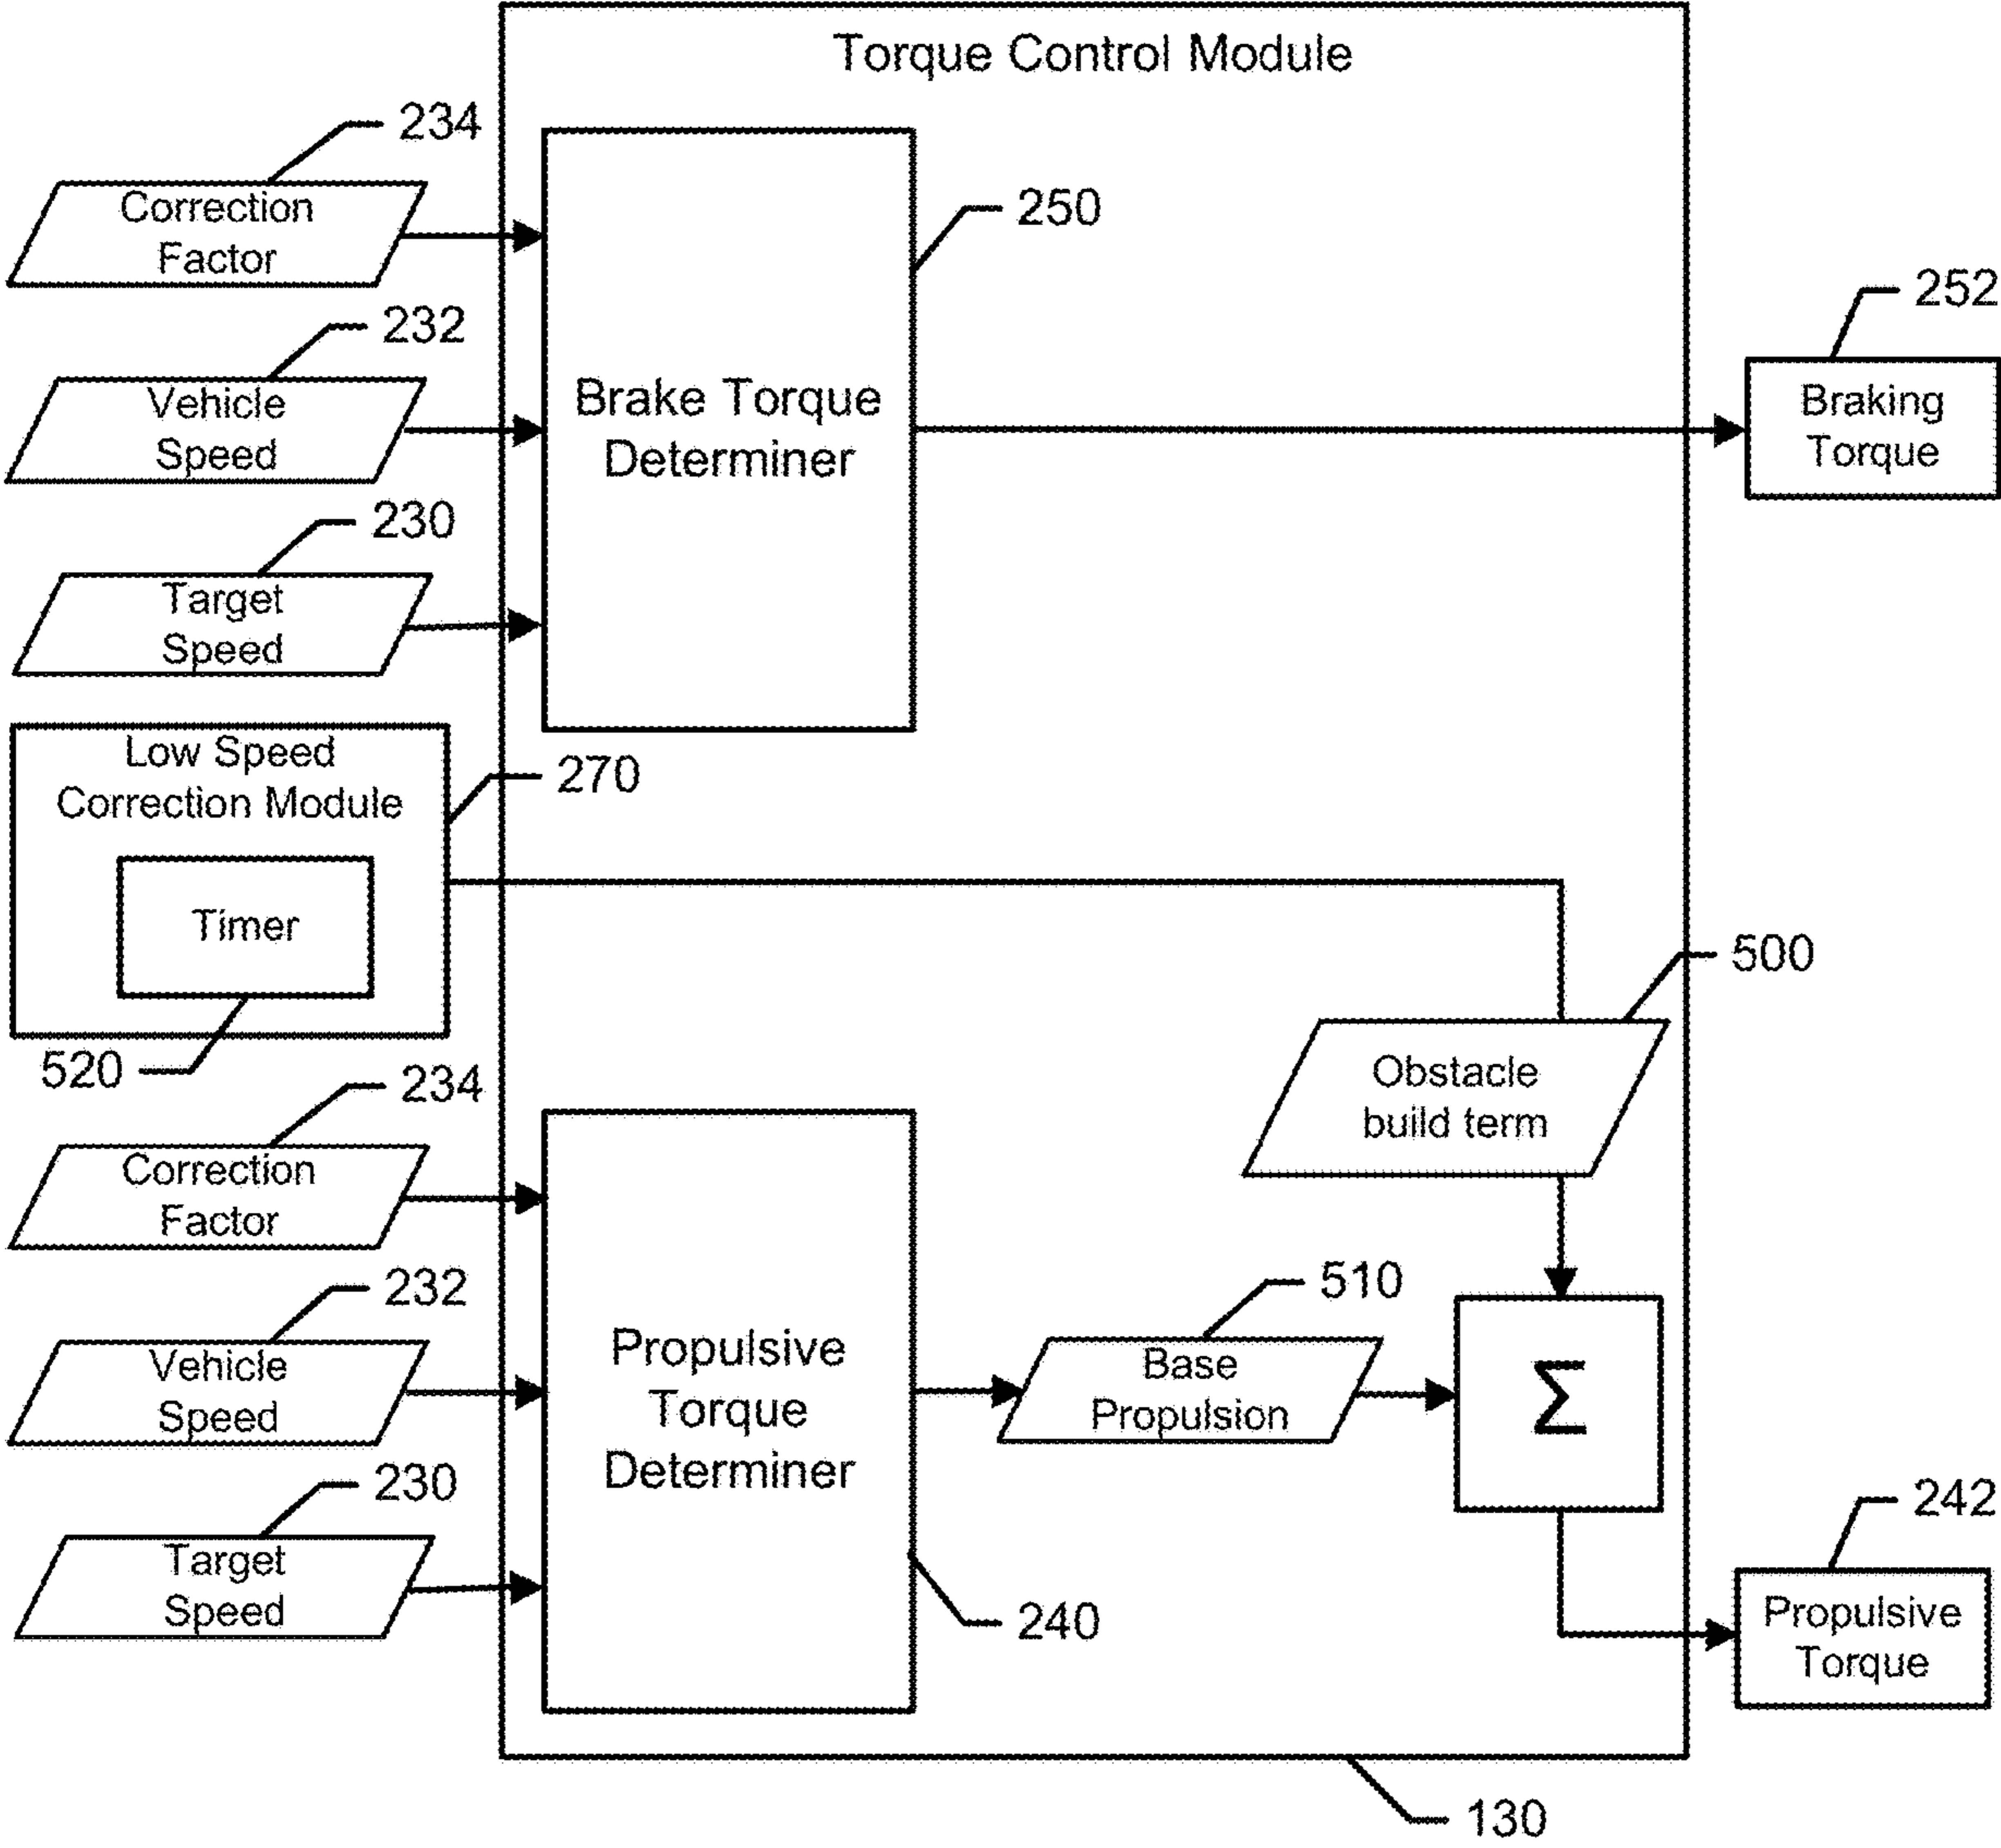 Torque Control Module
234
Correction
Factor
250
232
Vehicle
Speed
252
Brake Torque
Determiner
Braking
Torque
230
Target
Speed
Low Speed
Correction Module
270
Timer
520
500
Obstacle
build term
234
Correction
Factor
232
Vehicle
Speed
510
Propulsive
Torque
Determiner
Base
Propulsion
Σ
230
Target
Speed
240
242
Propulsive
Torque
130